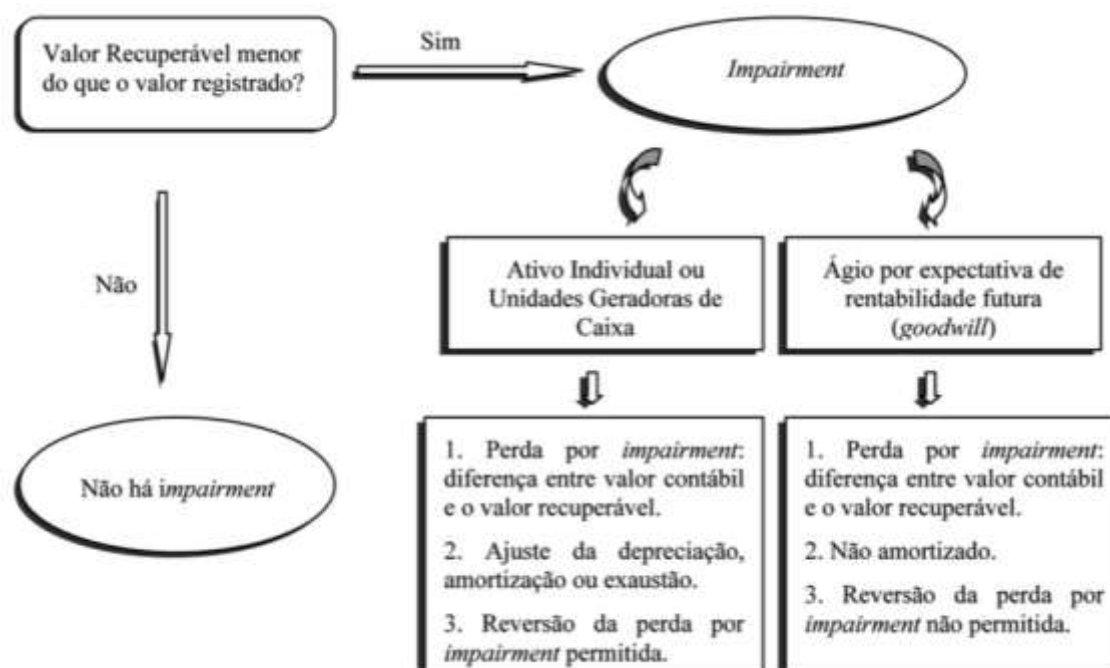 Valor Recuperável menor
do que o valor registrado?
Sim
Impairment
Não
Não há impairment
Ativo Individual ou
Unidades Geradoras de
Caixa
1. Perda por impairment:
diferença entre valor contábil
e o valor recuperável.
2. Ajuste da depreciação,
amortização ou exaustão.
3. Reversão da perda por
impairment permitida.
Ágio por expectativa de
rentabilidade futura
(goodwill)
1. Perda por impairment:
diferença entre valor contábil
e o valor recuperável.
2. Não amortizado.
3. Reversão da perda por
impairment não permitida.